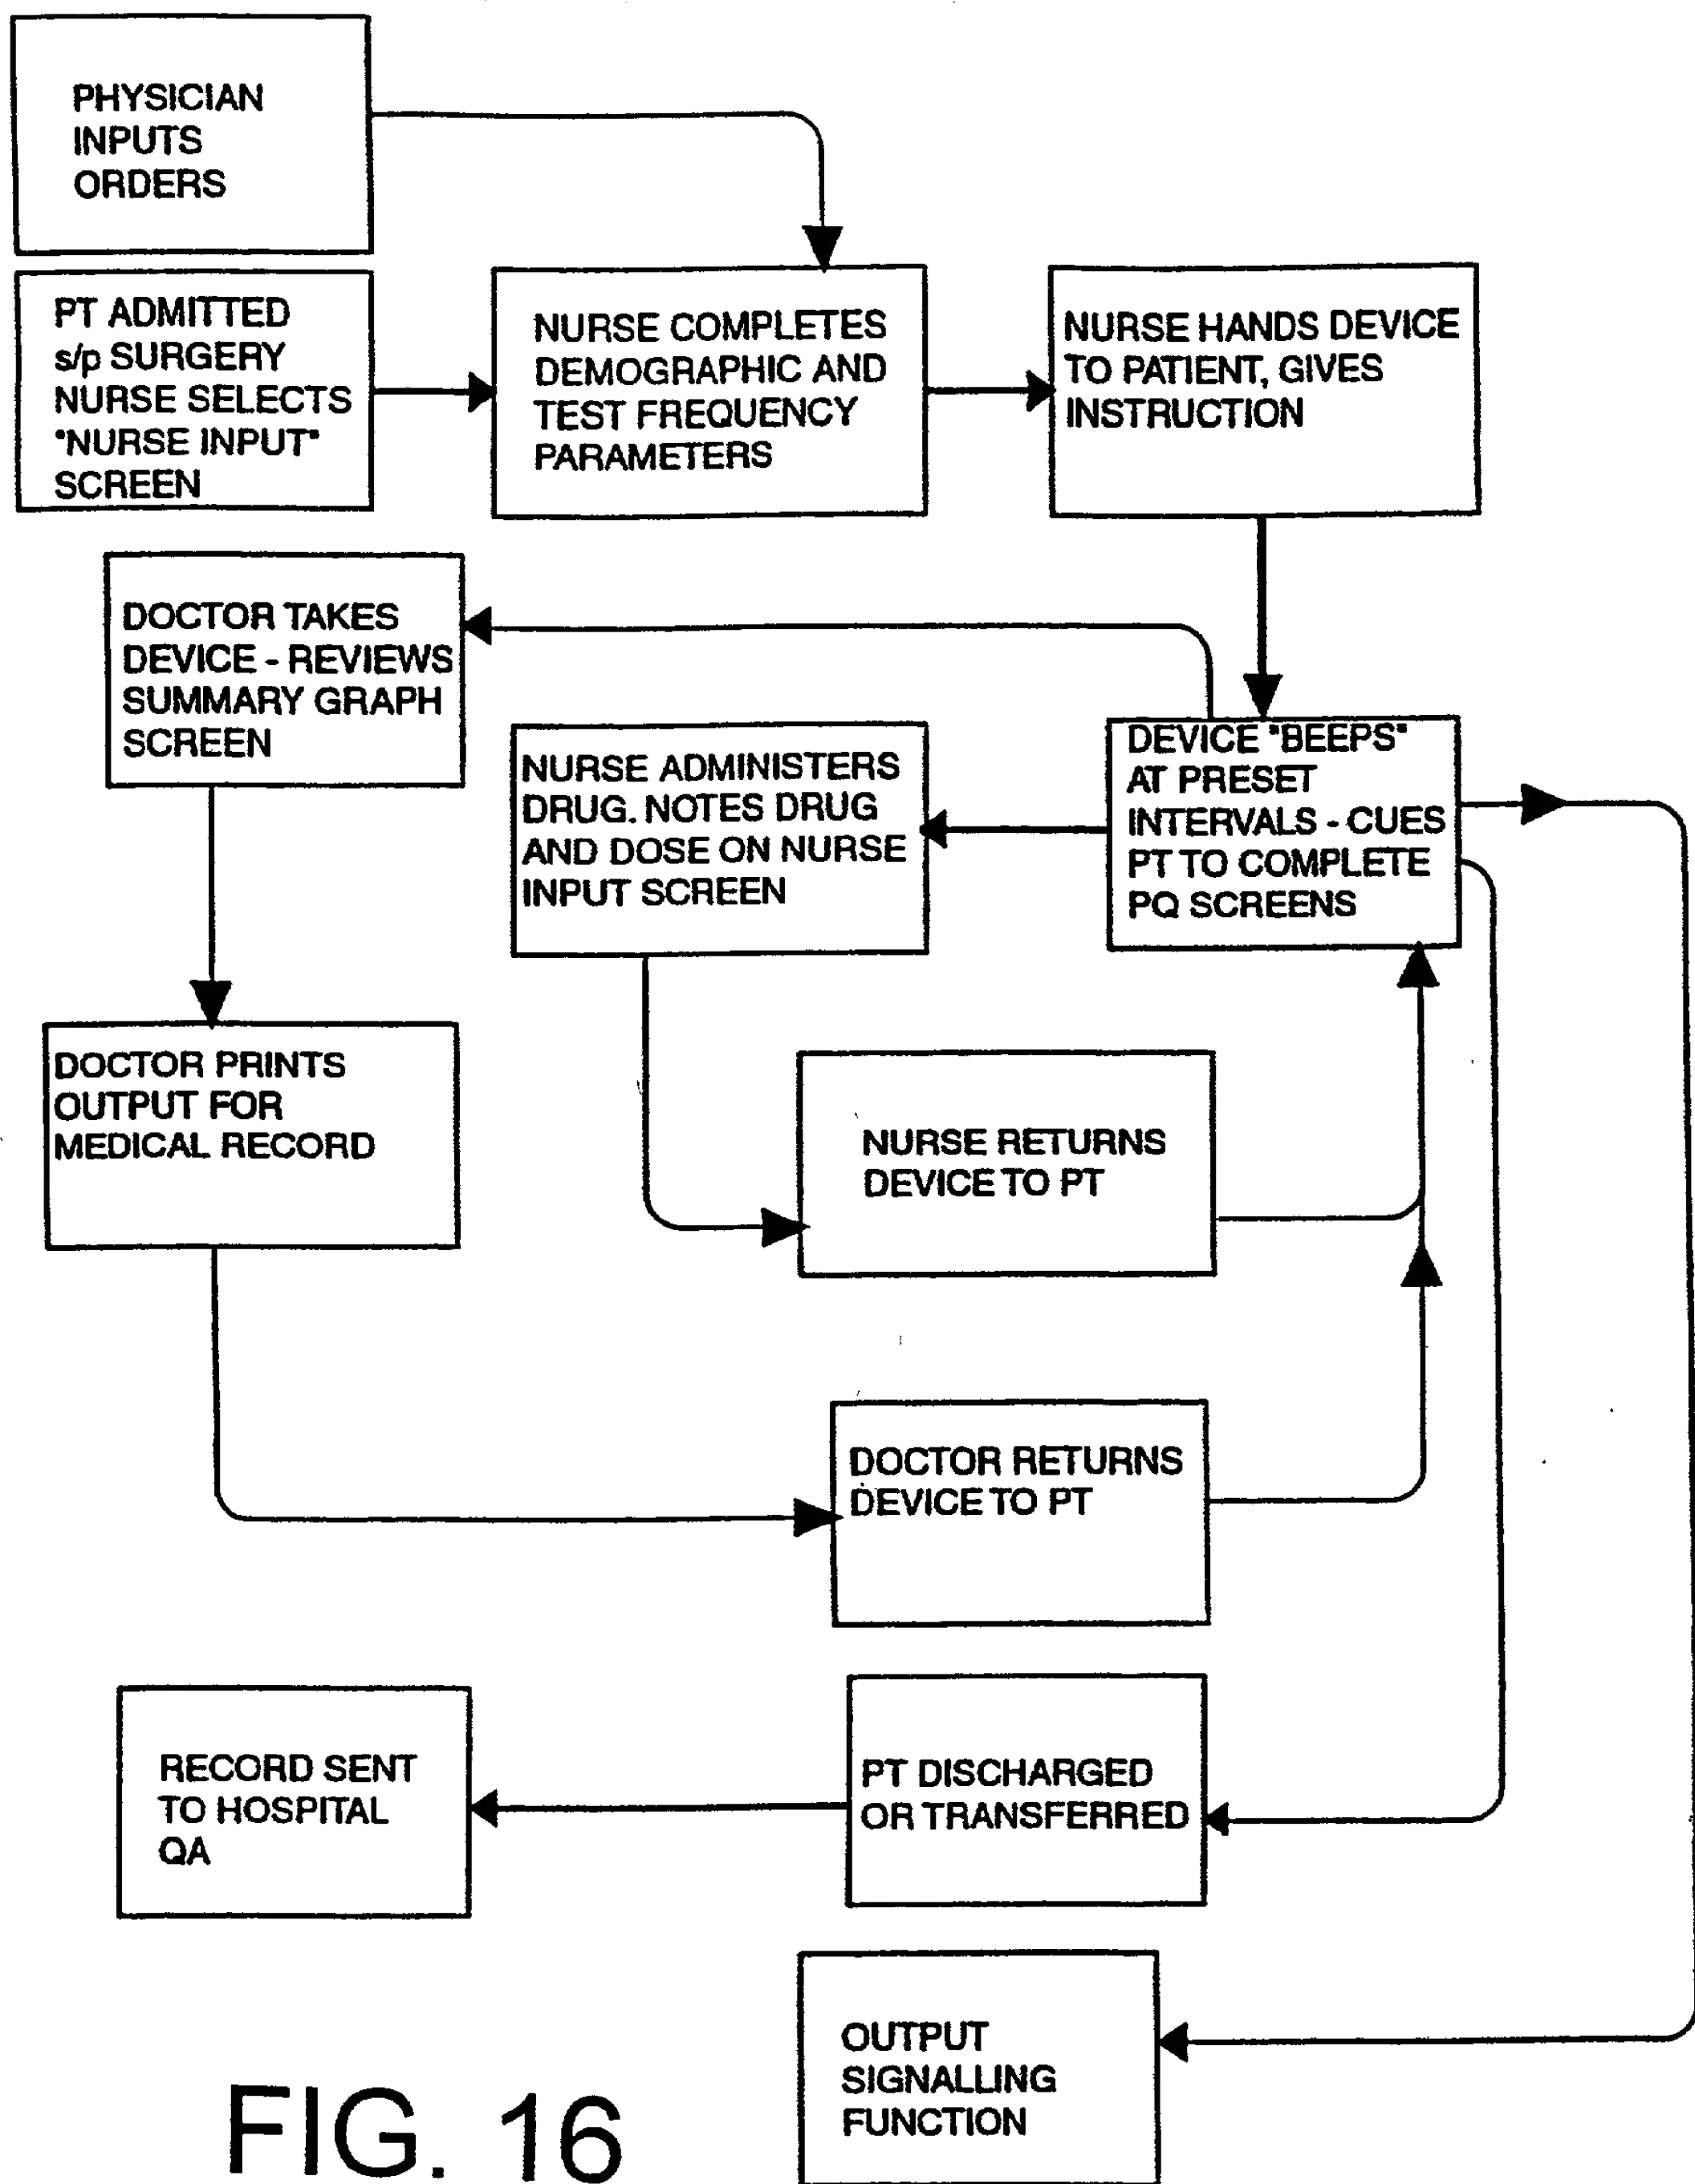 PHYSICIAN
INPUTS
ORDERS
PT ADMITTED
s/p SURGERY
NURSE SELECTS
"NURSE INPUT"
SCREEN
NURSE COMPLETES
DEMOGRAPHIC AND
TEST FREQUENCY
PARAMETERS
NURSE HANDS DEVICE
TO PATIENT, GIVES
INSTRUCTION
DOCTOR TAKES
DEVICE - REVIEWS
SUMMARY GRAPH
SCREEN
NURSE ADMINISTERS
DRUG. NOTES DRUG
AND DOSE ON NURSE
INPUT SCREEN
DEVICE "BEEPS"
AT PRESET
INTERVALS - CUES
PT TO COMPLETE
PQ SCREENS
DOCTOR PRINTS
OUTPUT FOR
MEDICAL RECORD
NURSE RETURNS
DEVICE TO PT
DOCTOR RETURNS
DEVICE TO PT
RECORD SENT
TO HOSPITAL
QA
PT DISCHARGED
OR TRANSFERRED
OUTPUT
SIGNALLING
FUNCTION
FIG. 16